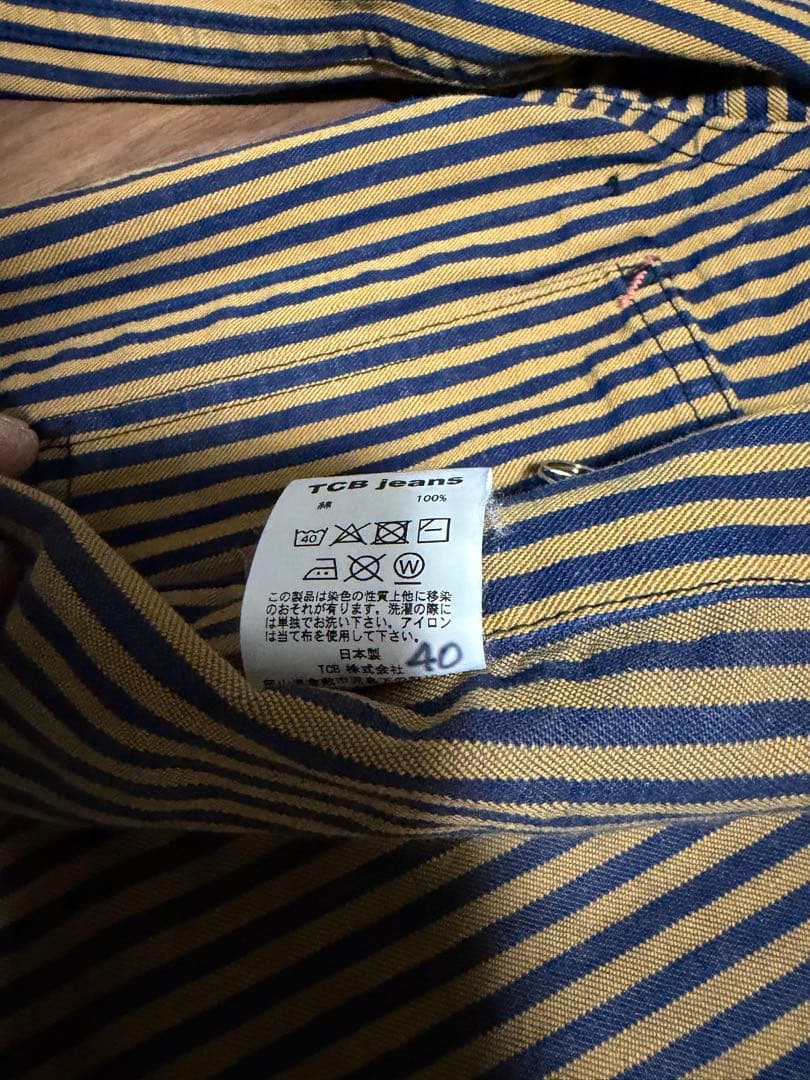 TCB jeans
綿 100%
40
W
この製品は染色の性質上他に移染
のおそれが有ります。洗濯の際に
は単独でお洗い下さい。アイロン
は当て布を使用して下さい。
日本製
TCB 株式会社 40